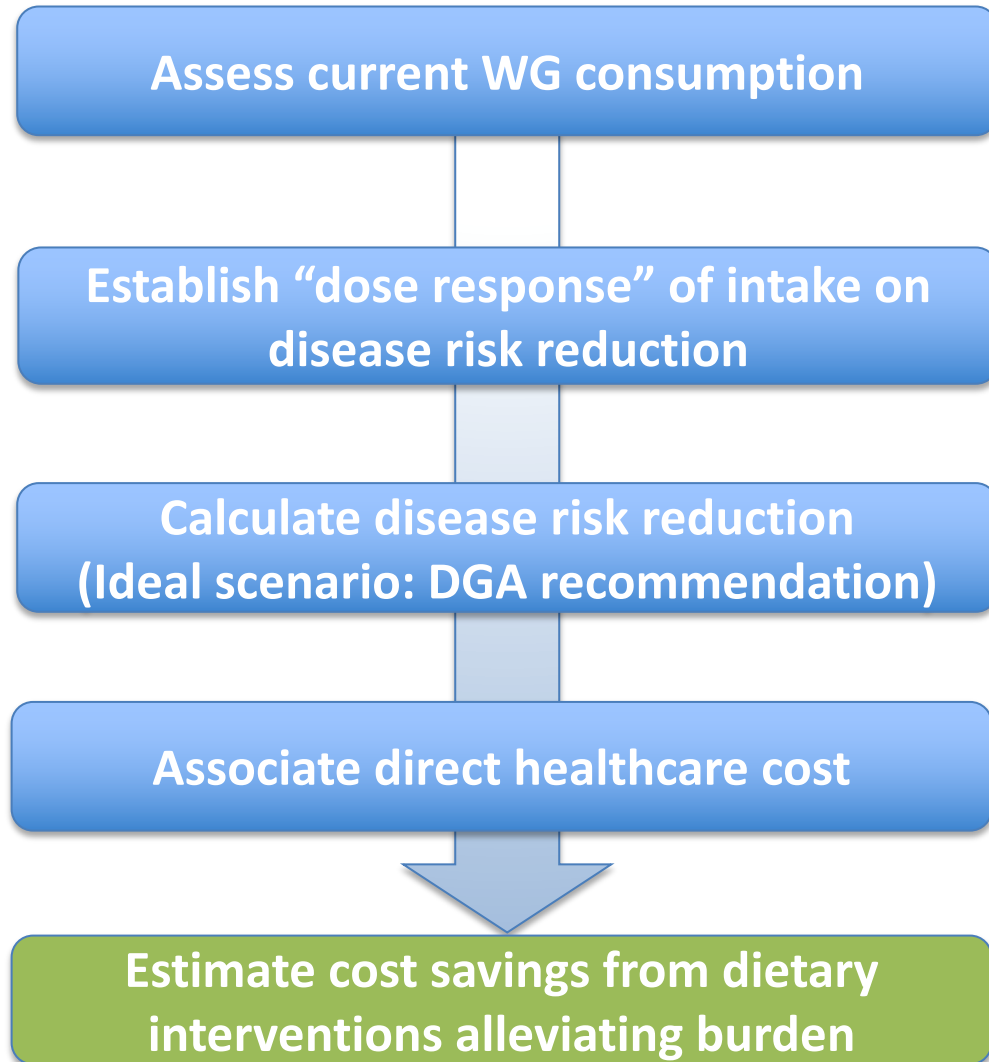 Assess current WG consumption
Establish “dose response” of intake on
disease risk reduction
Calculate disease risk reduction
(Ideal scenario: DGA recommendation)
Associate direct healthcare cost
Estimate cost savings from dietary
interventions alleviating burden